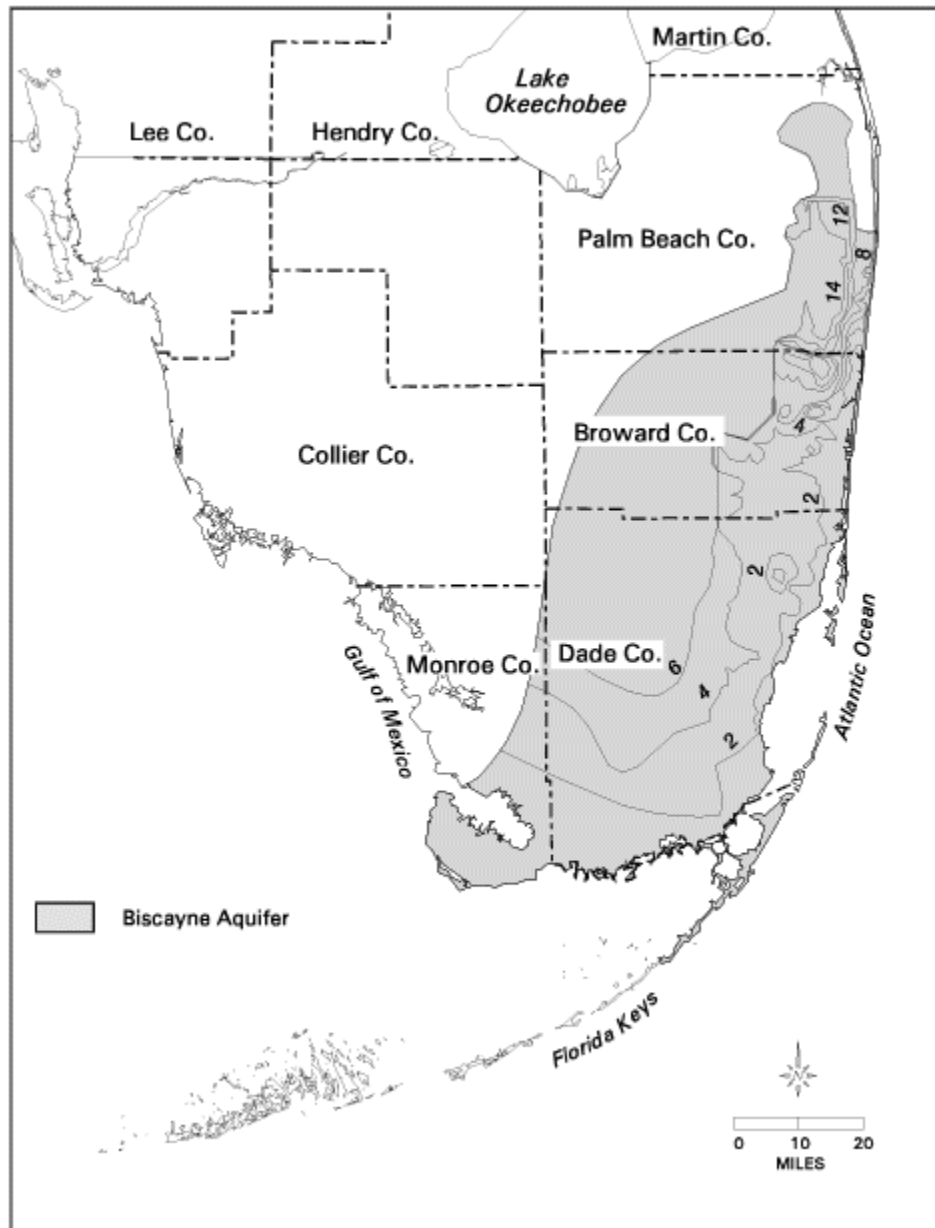 Martin Co.
Lake
Okeechobee
Lee Co.
Hendry Co.
12
Palm Beach Co.
8
14
4
Broward Co.
Collier Co.
2
2
Gulf of Mexico
Monroe Co.
Dade Co.
6
4
Atlantic Ocean
2
Biscayne Aquifer
Florida Keys
N
0 10 20
MILES